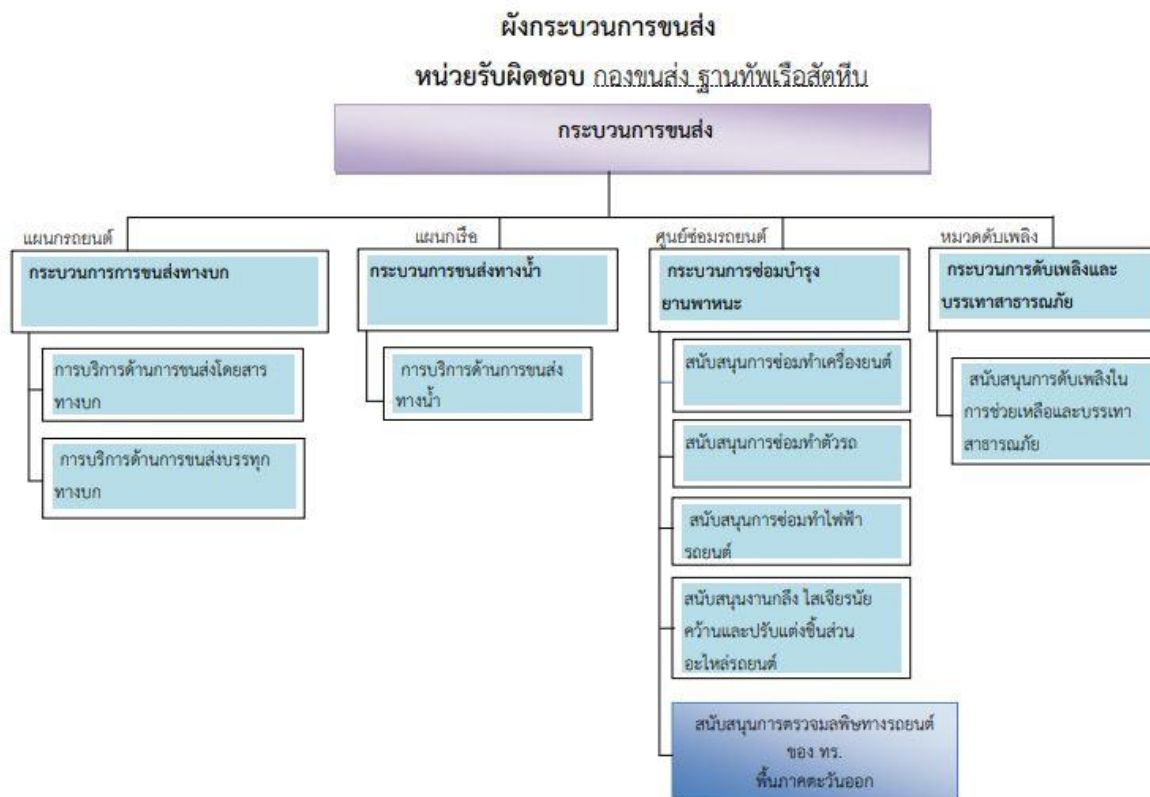 ผังกระบวนการขนส่ง
หน่วยรับผิดชอบ กองขนส่ง ฐานทัพเรือสัตหีบ
กระบวนการขนส่ง
แผนกรถยนต์
กระบวนการการขนส่งทางบก
การบริการด้านการขนส่งโดยสาร
ทางบก
การบริการด้านการขนส่งบรรทุก
ทางบก
แผนกเรือ
กระบวนการขนส่งทางน้ำ
การบริการด้านการขนส่ง
ทางน้ำ
ศูนย์ซ่อมรถยนต์
กระบวนการซ่อมบำรุง
ยานพาหนะ
สนับสนุนการซ่อมทำเครื่องยนต์
สนับสนุนการซ่อมทำตัวรถ
สนับสนุนการซ่อมทำไฟฟ้า
รถยนต์
สนับสนุนงานกลึง ไสเจียรนัย
คว้านและปรับแต่งชิ้นส่วน
อะไหล่รถยนต์
สนับสนุนการตรวจมลพิษทางรถยนต์
ของ ทร.
พื้นภาคตะวันออก
หมวดดับเพลิง
กระบวนการดับเพลิงและ
บรรเทาสาธารณภัย
สนับสนุนการดับเพลิงใน
การช่วยเหลือและบรรเทา
สาธารณภัย